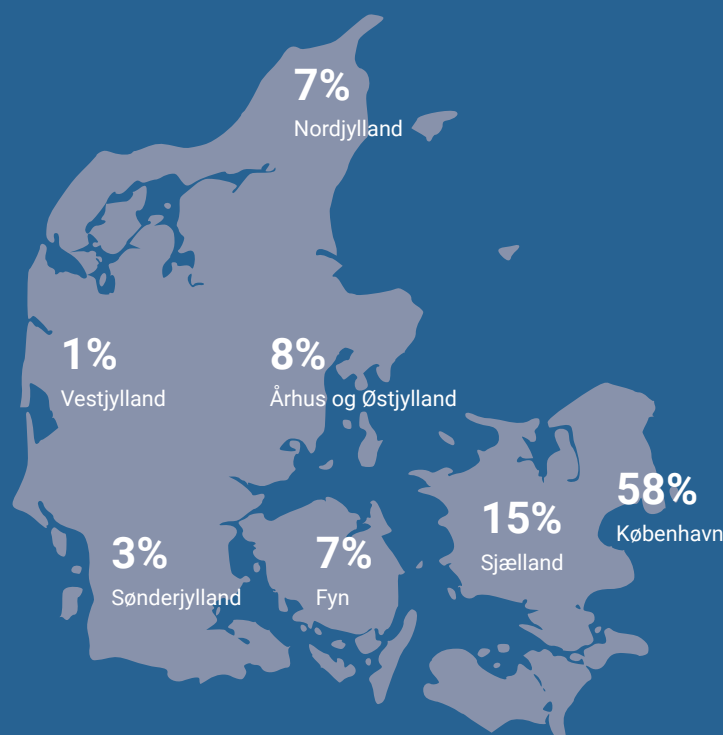 7%
Nordjylland
1%
Vestjylland
8%
Århus og Østjylland
58%
København
15%
Sjælland
3%
Sønderjylland
7%
Fyn